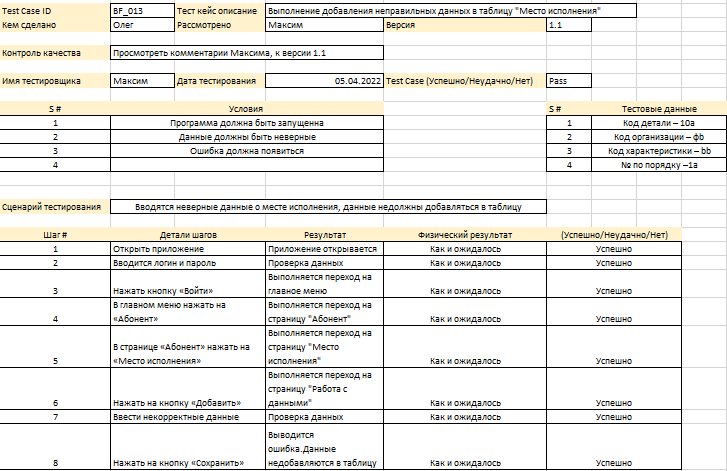 Test Case ID BF_013 Тест кейс описание Выполнение добавления неправильных данных в таблицу "Место исполнения"
Кем сделано Олег Рассмотрено Максим Версия 1.1
Контроль качества Просмотреть комментарии Максима, к версии 1.1
Имя тестировщика Максим Дата тестирования 05.04.2022 Test Case (Успешно/Неудачно/Нет) Pass
S # Условия S # Тестовые данные
1 Программа должна быть запущенна 1 Код детали – 10а
2 Данные должны быть неверные 2 Код организации – фb
3 Ошибка должна появиться 3 Код характеристики – bb
4 4 № по порядку –1а
Сценарий тестирования Вводятся неверные данные о месте исполнения, данные недолжны добавляться в таблицу
Шаг # Детали шагов Результат Физический результат (Успешно/Неудачно/Нет)
1 Открыть приложение Приложение открывается Как и ожидалось Успешно
2 Вводится логин и пароль Проверка данных Как и ожидалось Успешно
Выполняется переход на
3 Нажать кнопку «Войти» главное меню Как и ожидалось Успешно
В главном меню нажать на Выполняется переход на
4 «Абонент» страницу "Абонент" Как и ожидалось Успешно
Выполняется переход на
В странице «Абонент» нажать на страницу "Место
5 «Место исполнения» исполнения" Как и ожидалось Успешно
Выполняется переход на
страницу "Работа с
6 Нажать на кнопку «Добавить» данными" Как и ожидалось Успешно
7 Ввести некорректные данные Проверка данных Как и ожидалось Успешно
Выводится
ошибка.Данные
8 Нажать на кнопку «Сохранить» недобавляются в таблицу Как и ожидалось Успешно